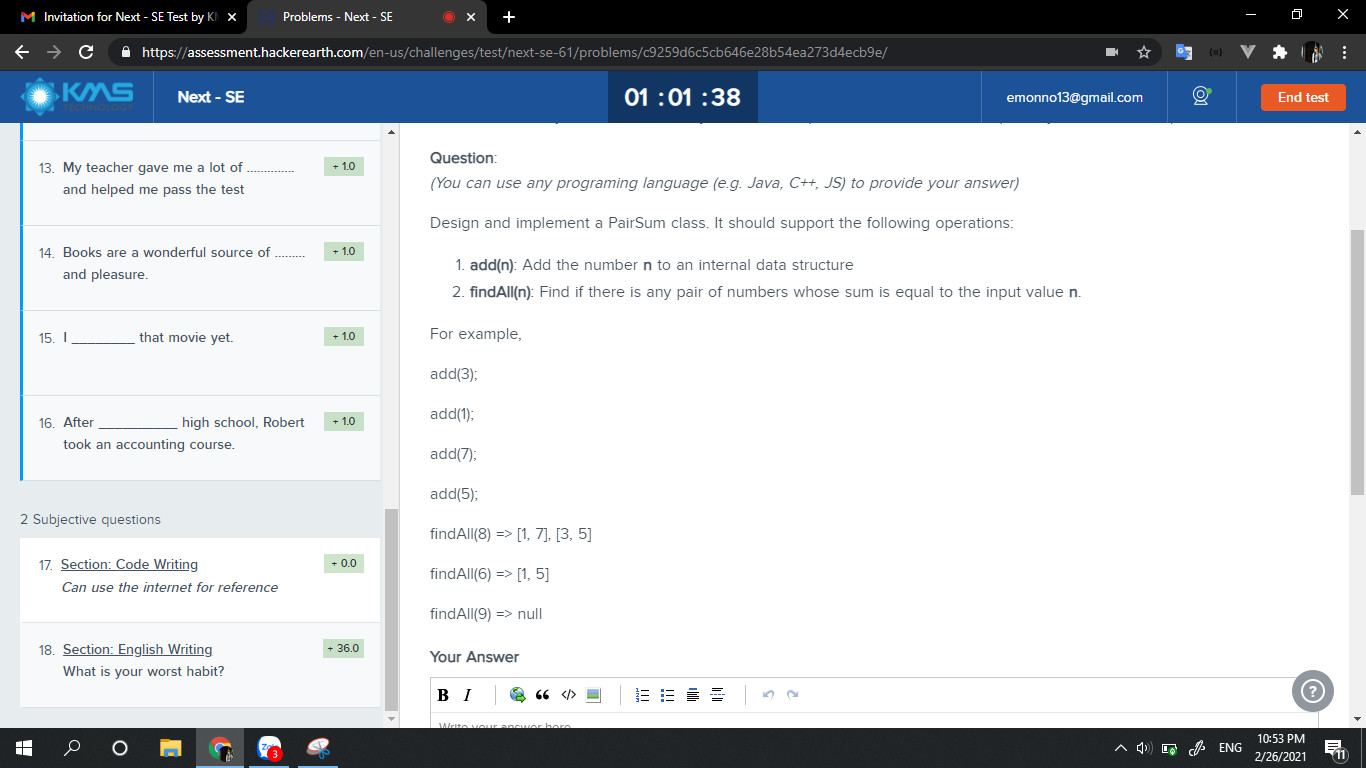 Invitation for Next - SE Test by K
Problems - Next - SE
https://assessment.hackerearth.com/en-us/challenges/test/next-se-61/problems/c9259d6c5cb646e28b54ea273d4ecb9e/
KMS
TECHNOLOGY
Next - SE
01 : 01 : 38
emonno13@gmail.com
End test
13. My teacher gave me a lot of ..............
and helped me pass the test
+ 1.0
14. Books are a wonderful source of .........
and pleasure.
+ 1.0
15. I ________ that movie yet.
+ 1.0
16. After __________ high school, Robert
took an accounting course.
+ 1.0
2 Subjective questions
17. Section: Code Writing
Can use the internet for reference
+ 0.0
18. Section: English Writing
What is your worst habit?
+ 36.0
Question:
(You can use any programing language (e.g. Java, C++, JS) to provide your answer)
Design and implement a PairSum class. It should support the following operations:
1. add(n): Add the number n to an internal data structure
2. findAll(n): Find if there is any pair of numbers whose sum is equal to the input value n.
For example,
add(3);
add(1);
add(7);
add(5);
findAll(8) => [1, 7], [3, 5]
findAll(6) => [1, 5]
findAll(9) => null
Your Answer
B I
Write your answer here
?
Zalo
3
ENG
10:53 PM
2/26/2021
11